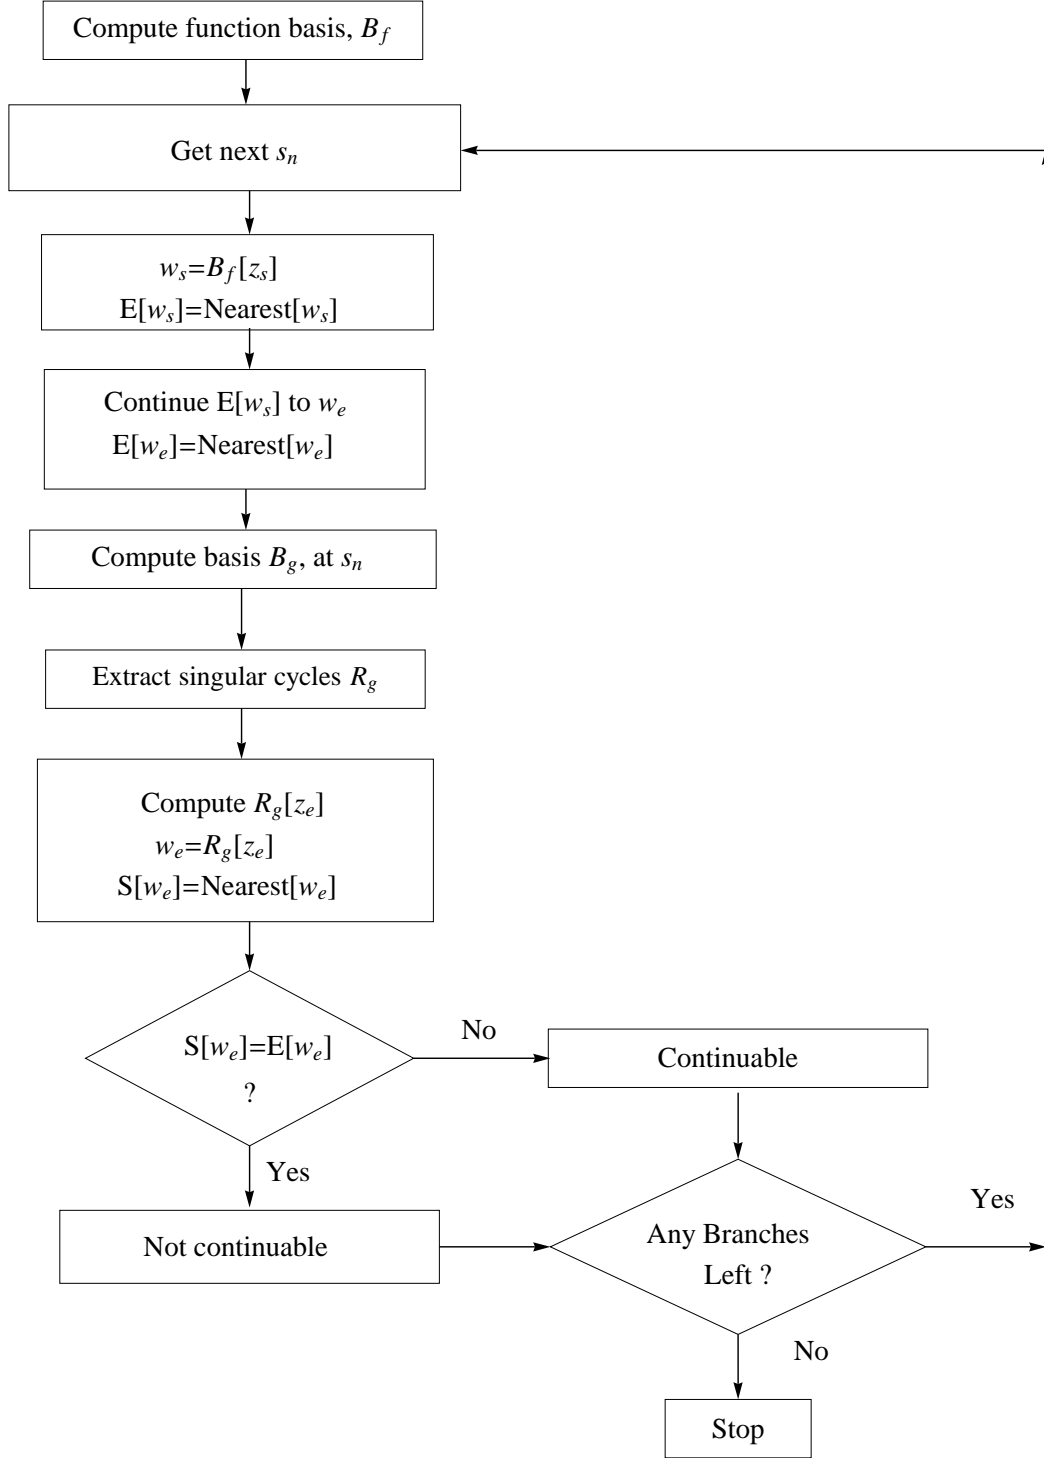 Compute function basis, B_f
Get next s_n
w_s=B_f[z_s]
E[w_s]=Nearest[w_s]
Continue E[w_s] to w_e
E[w_e]=Nearest[w_e]
Compute basis B_g, at s_n
Extract singular cycles R_g
Compute R_g[z_e]
w_e=R_g[z_e]
S[w_e]=Nearest[w_e]
S[w_e]=E[w_e]
?
No
Continuable
Yes
Not continuable
Any Branches
Left ?
Yes
No
Stop